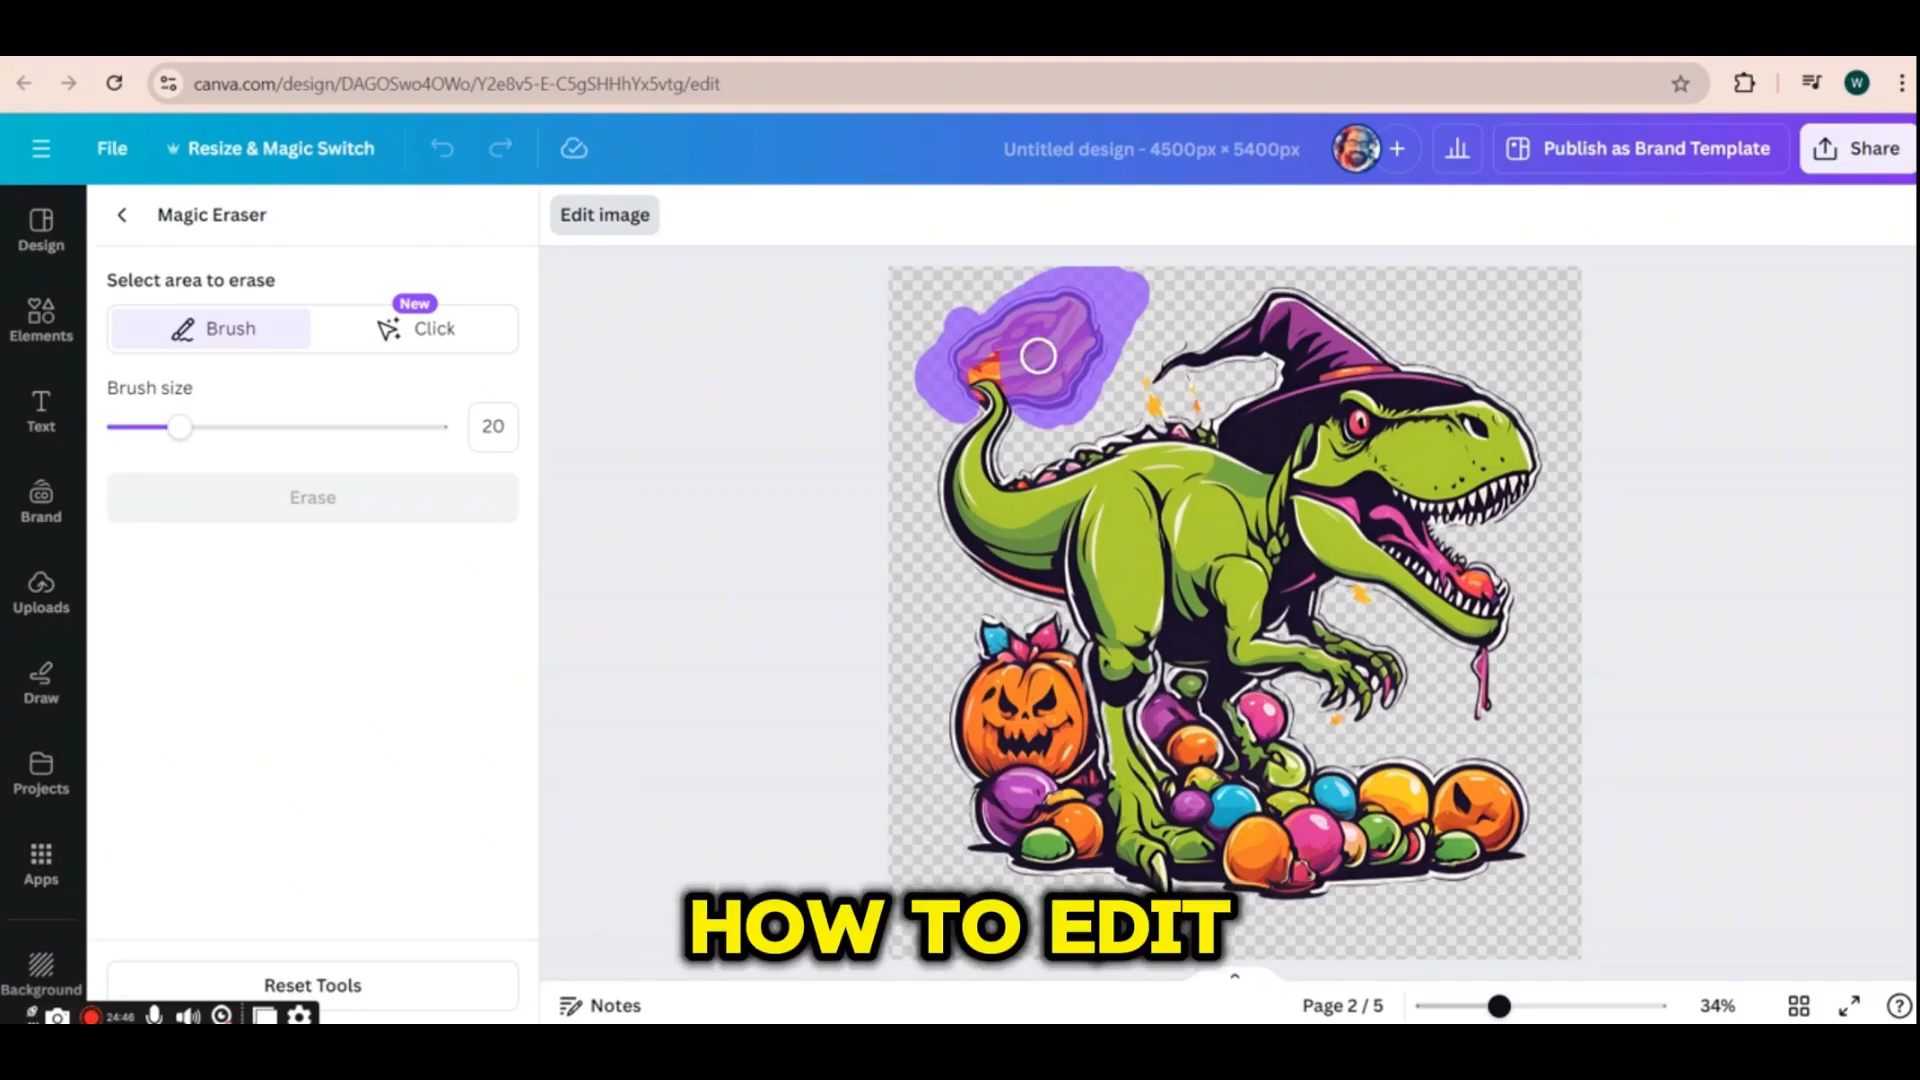 canva.com/design/DAGOSwo4OWo/Y2e8v5-E-C5gSHHhYx5vtg/edit
W
File
Resize & Magic Switch
Untitled design - 4500px × 5400px
Publish as Brand Template
Share
Design
Elements
Text
Brand
Uploads
Draw
Projects
Apps
Background
Magic Eraser
Select area to erase
New
Brush
Click
Brush size
20
Erase
Reset Tools
Edit image
HOW TO EDIT
Notes
Page 2 / 5
34%
24:46